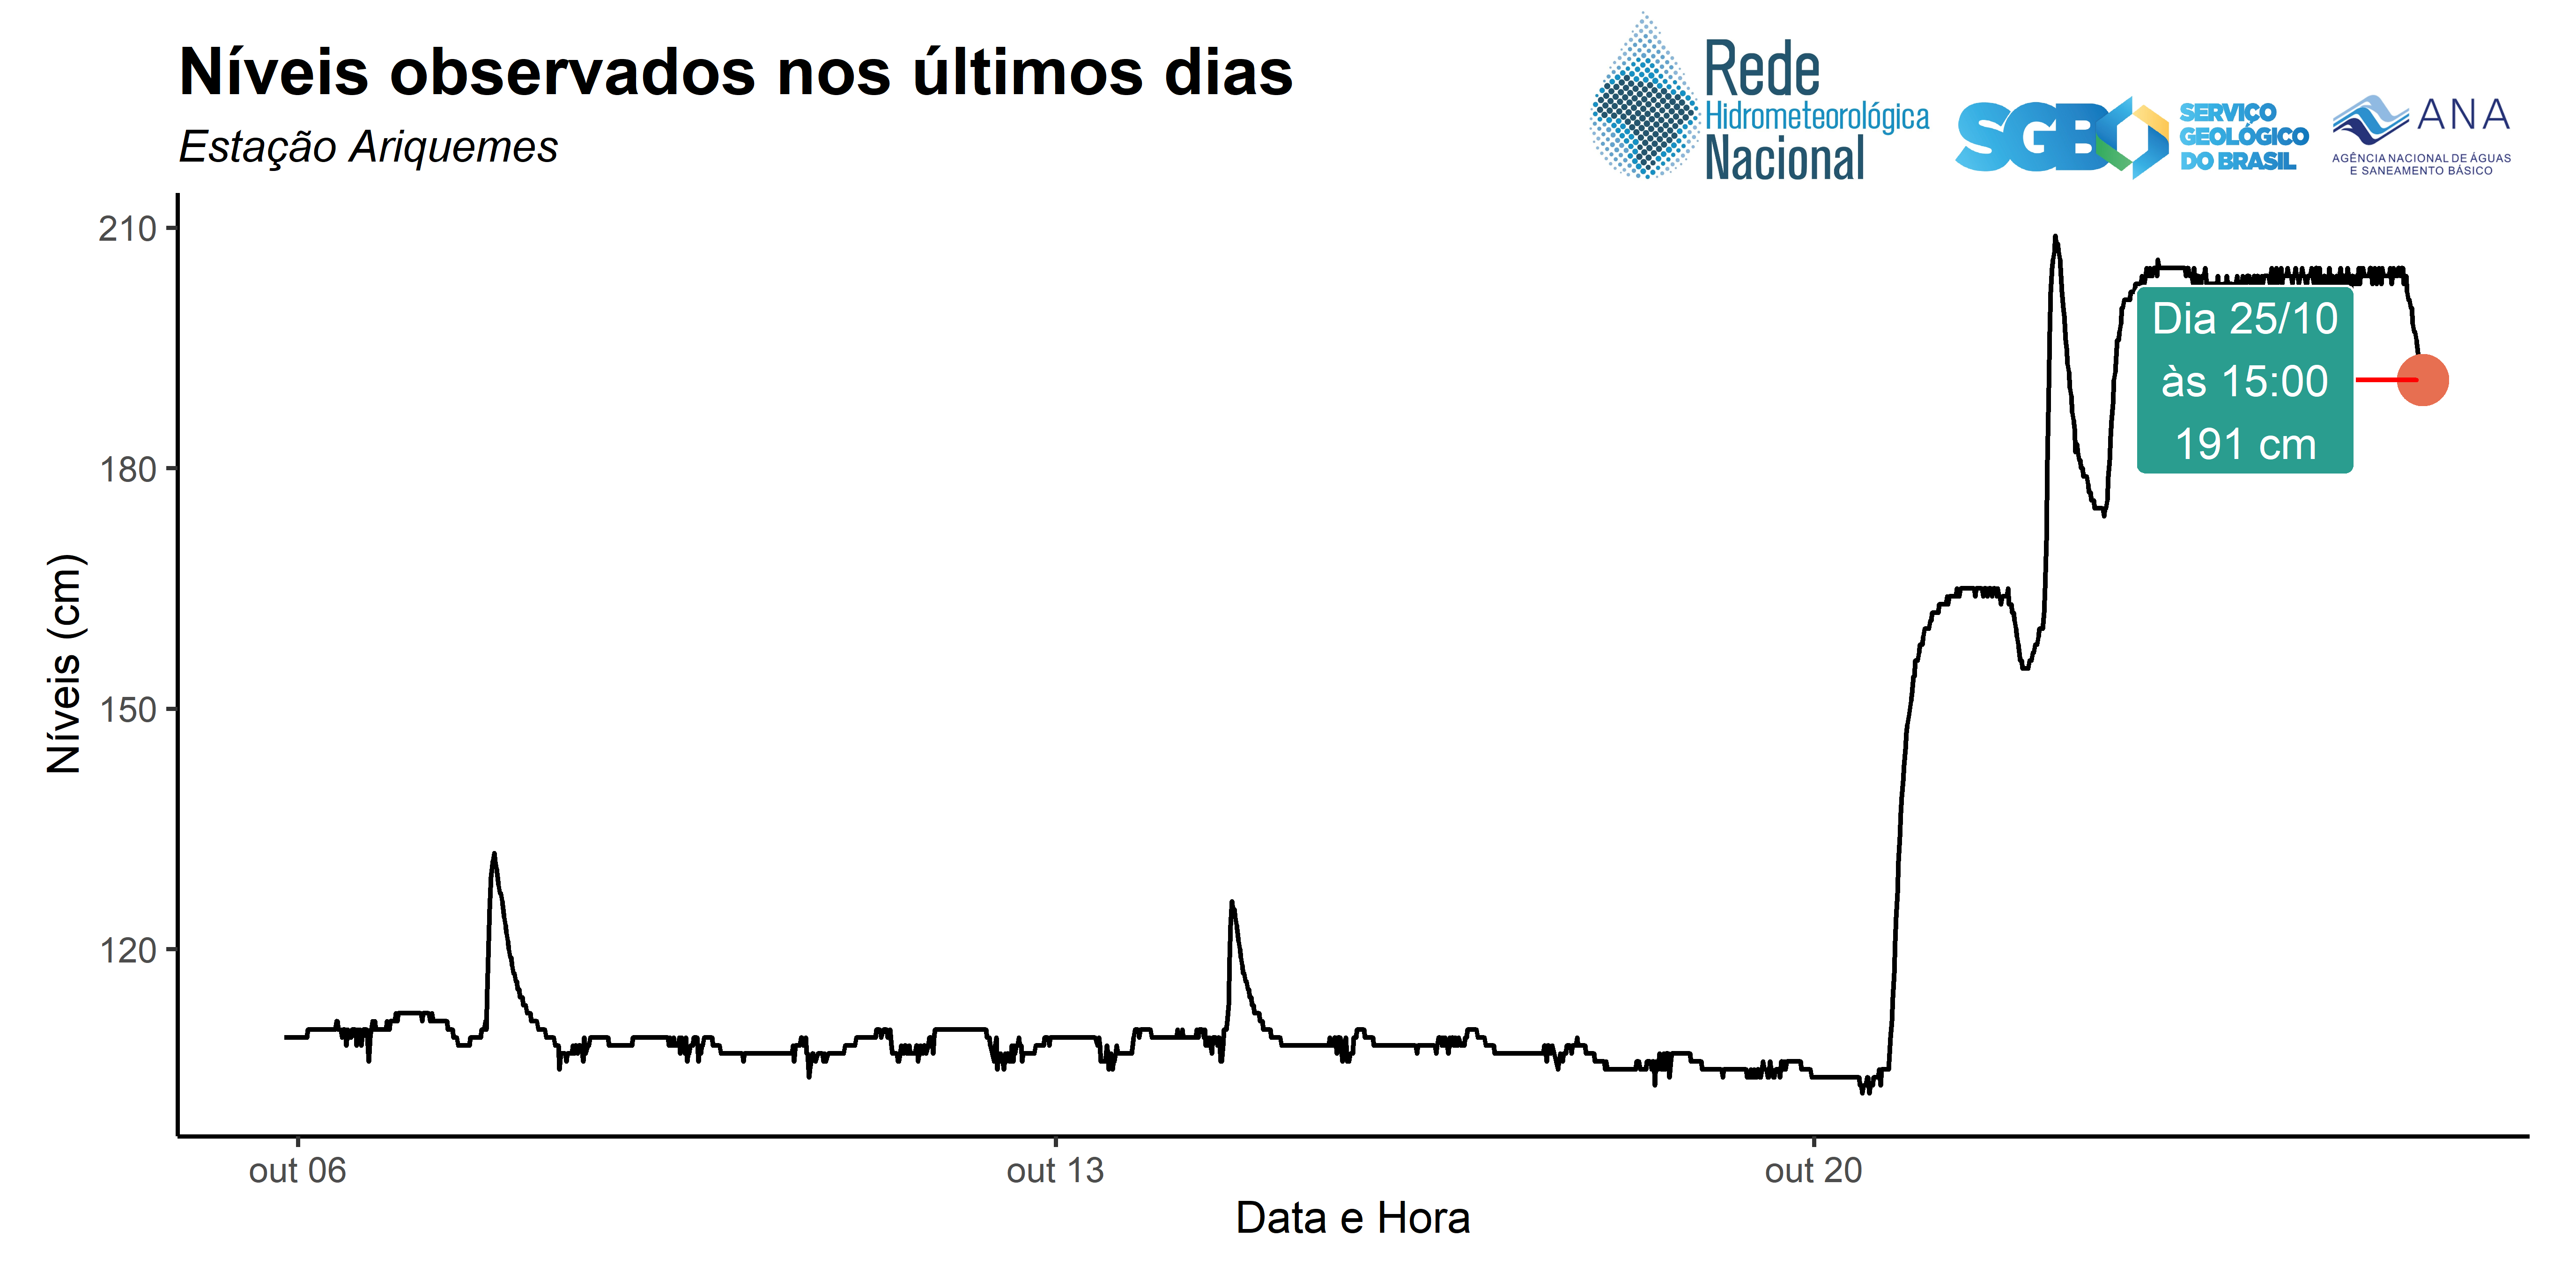 Níveis observados nos últimos dias
Estação Ariquemes
Rede
Hidrometeorológica
Nacional
SGB
SERVIÇO
GEOLÓGICO
DO BRASIL
ANA
AGÊNCIA NACIONAL DE ÁGUAS
E SANEAMENTO BÁSICO
210
180
150
120
Níveis (cm)
Dia 25/10
às 15:00
191 cm
out 06
out 13
out 20
Data e Hora